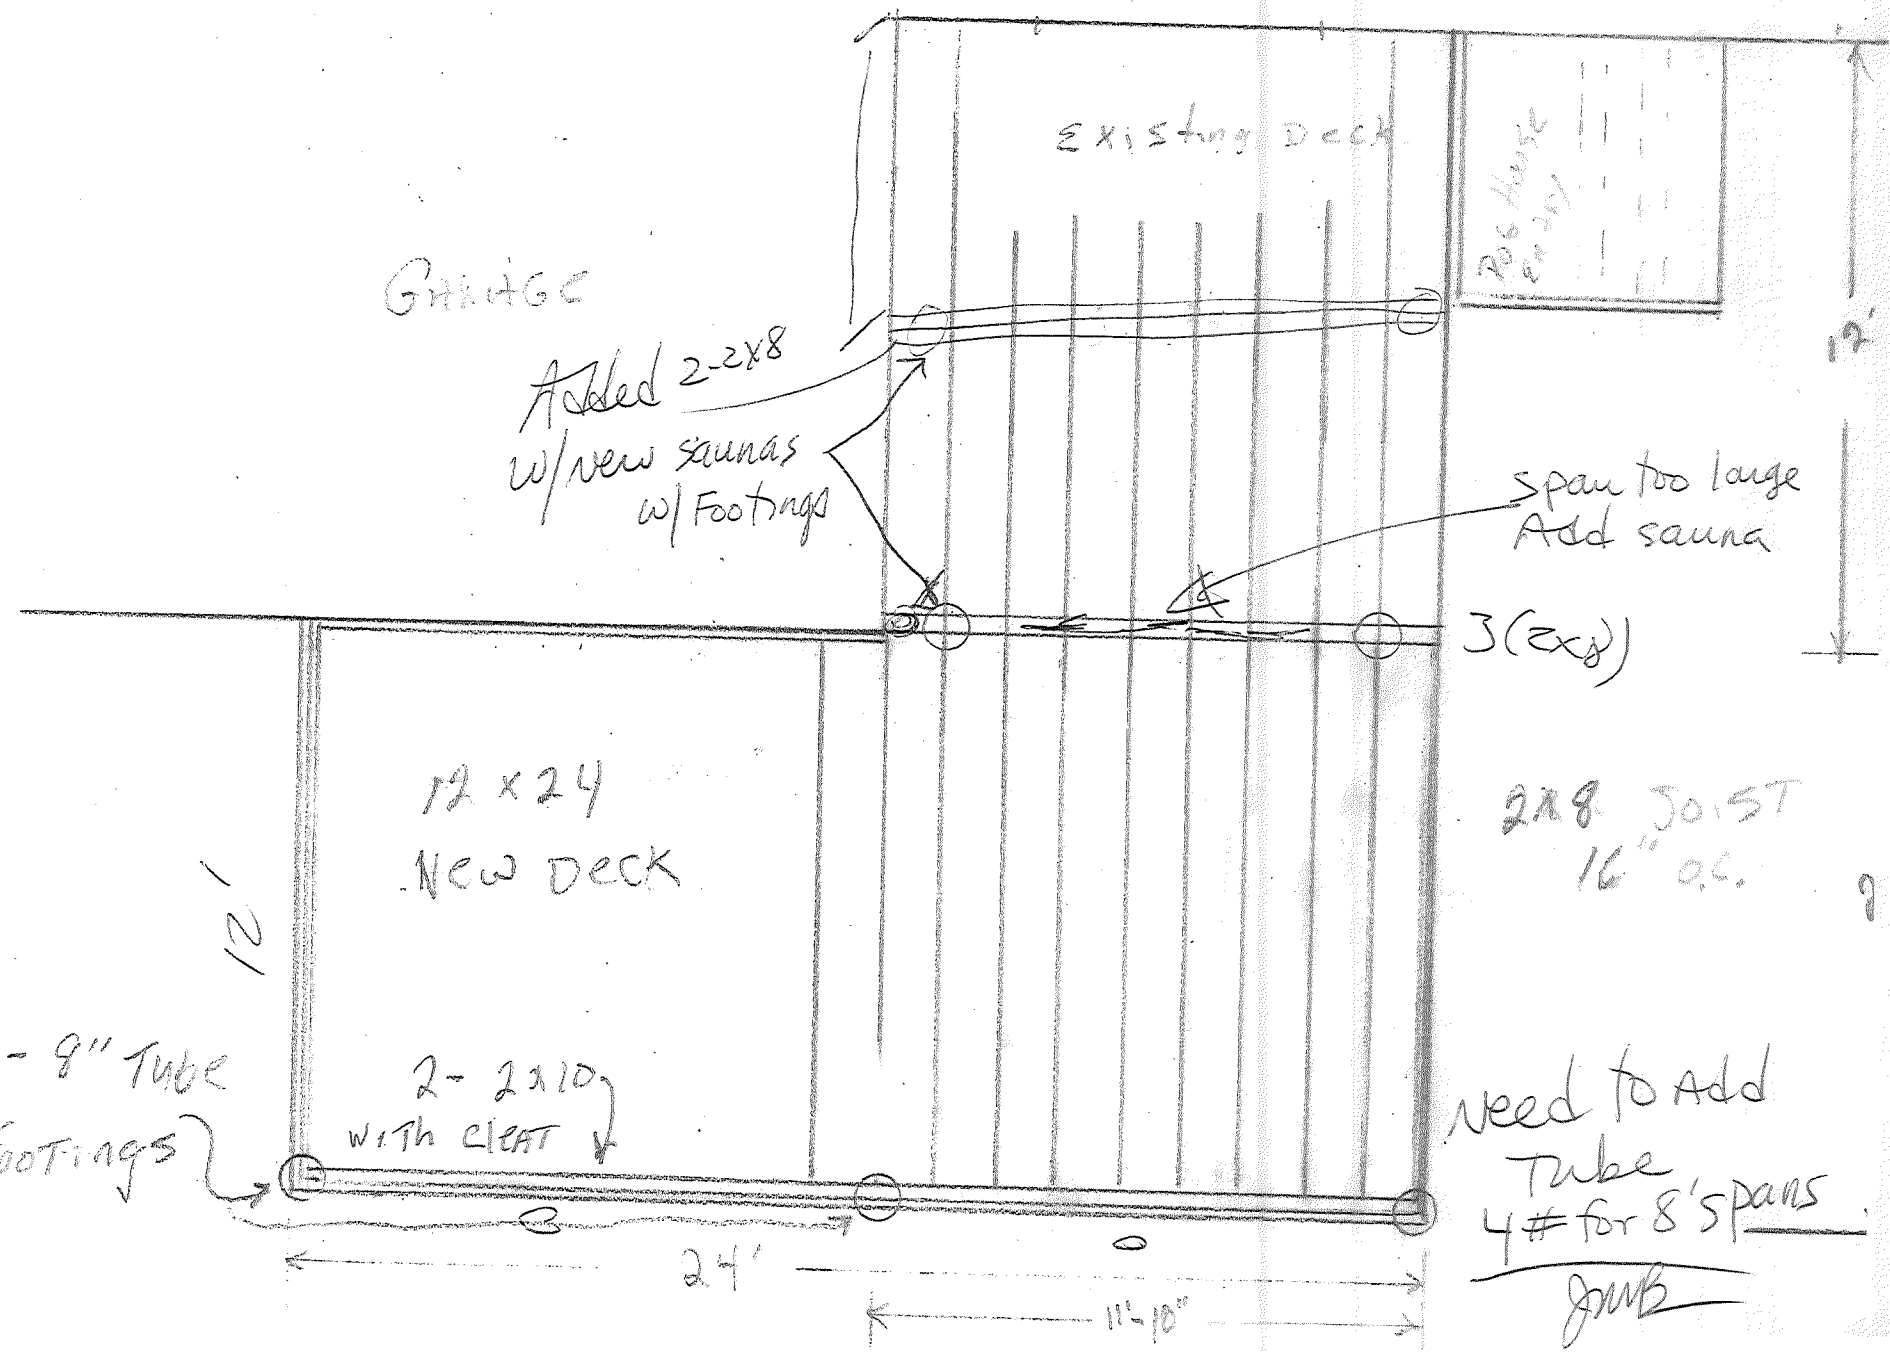 Existing Deck
GARAGE
Added 2-2x8
w/new saunas
w/ Footings
12'
span too large
Add sauna
3(2x8)
12 x 24
New Deck
2x8 JOIST
16" O.C.
12'
- 8" Tube
Footings
2- 2x10
with cleat
Need to Add
Tube
4 # for 8' spans
JWB
24'
11'-10"